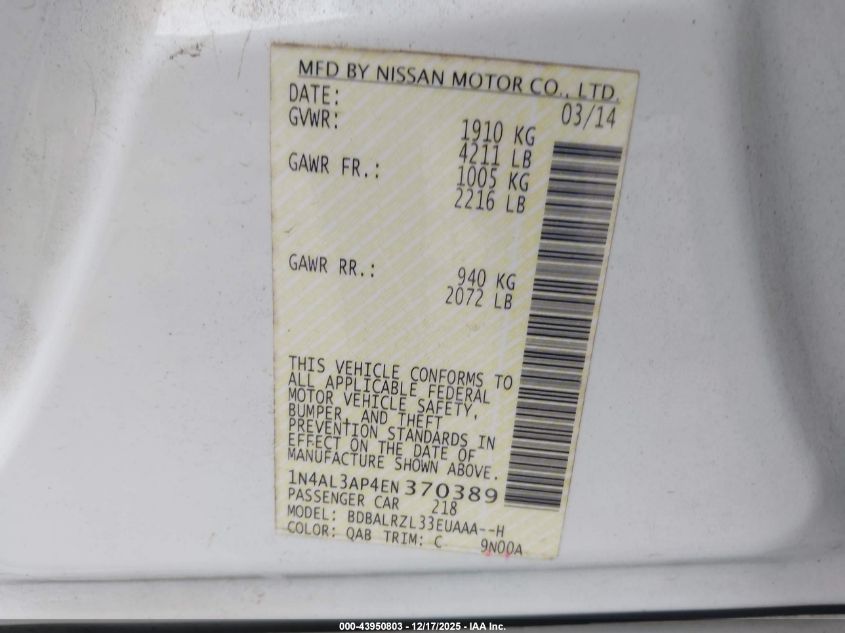 MFD BY NISSAN MOTOR CO., LTD.
DATE: 03/14
GVWR: 1910 KG
4211 LB
GAWR FR.: 1005 KG
2216 LB
GAWR RR.: 940 KG
2072 LB
THIS VEHICLE CONFORMS TO
ALL APPLICABLE FEDERAL
MOTOR VEHICLE SAFETY,
BUMPER, AND THEFT
PREVENTION STANDARDS IN
EFFECT ON THE DATE OF
MANUFACTURE SHOWN ABOVE.
1N4AL3AP4EN370389
PASSENGER CAR 218
MODEL: BDBALRZL33EUAAA--H
COLOR: QAB TRIM: C 9N00A
000-43950803 - 12/17/2025 - IAA Inc.